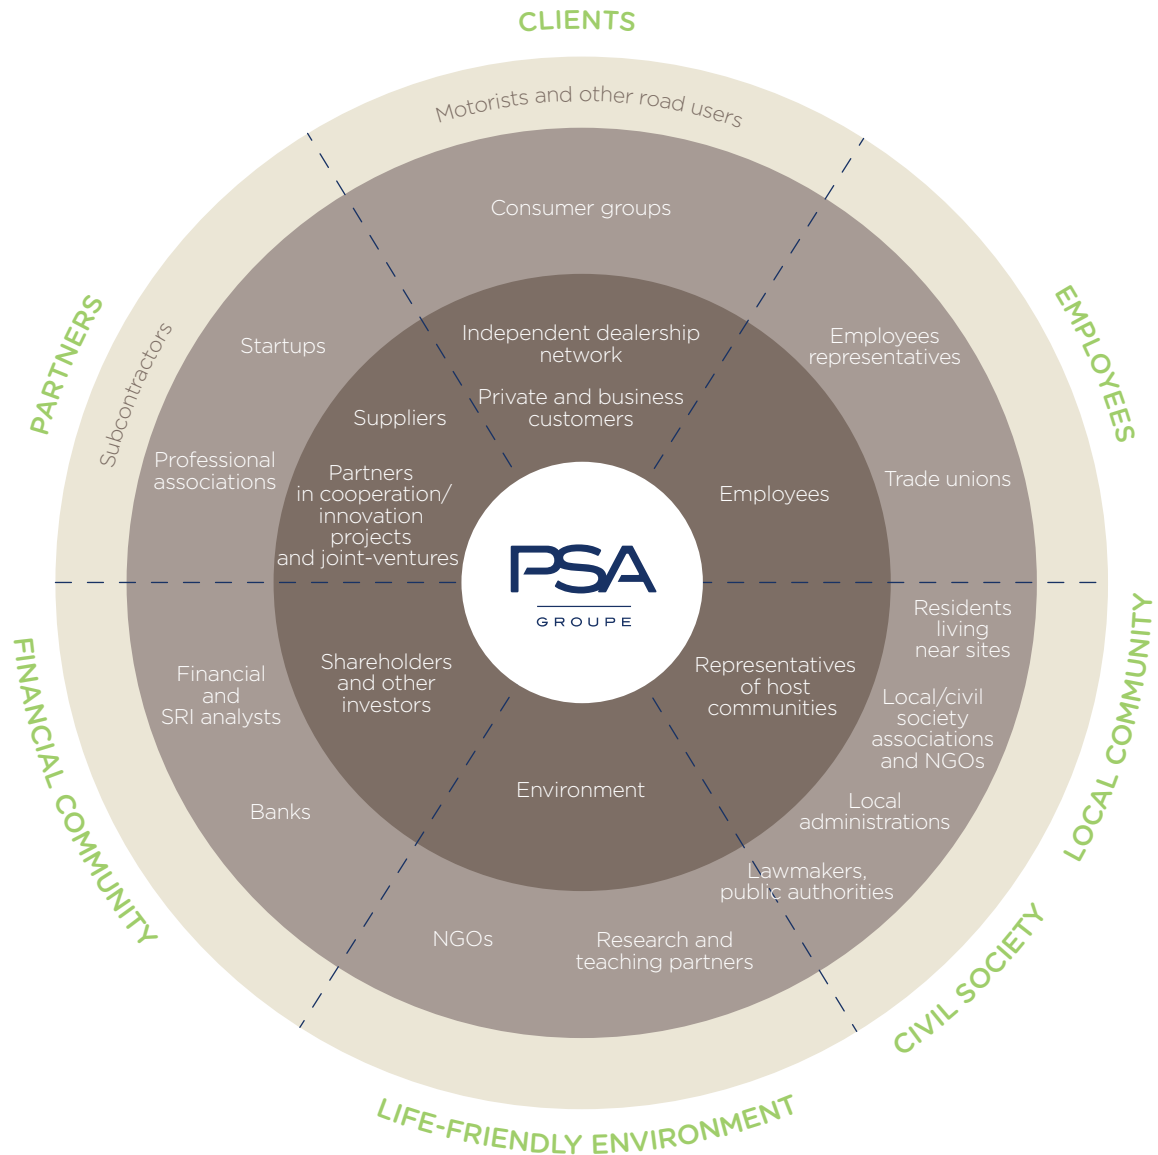 CLIENTS
Motorists and other road users
Consumer groups
Independent dealership
network
Private and business
customers
PARTNERS
Subcontractors
Startups
Professional
associations
Suppliers
Partners
in cooperation/
innovation
projects
and joint-ventures
EMPLOYEES
Employees
representatives
Trade unions
Employees
PSA
GROUPE
FINANCIAL COMMUNITY
Financial
and
SRI analysts
Banks
Shareholders
and other
investors
LOCAL COMMUNITY
Representatives
of host
communities
Residents
living
near sites
Local/civil
society
associations
and NGOs
Local
administrations
Lawmakers,
public authorities
CIVIL SOCIETY
Environment
NGOs
Research and
teaching partners
LIFE-FRIENDLY ENVIRONMENT